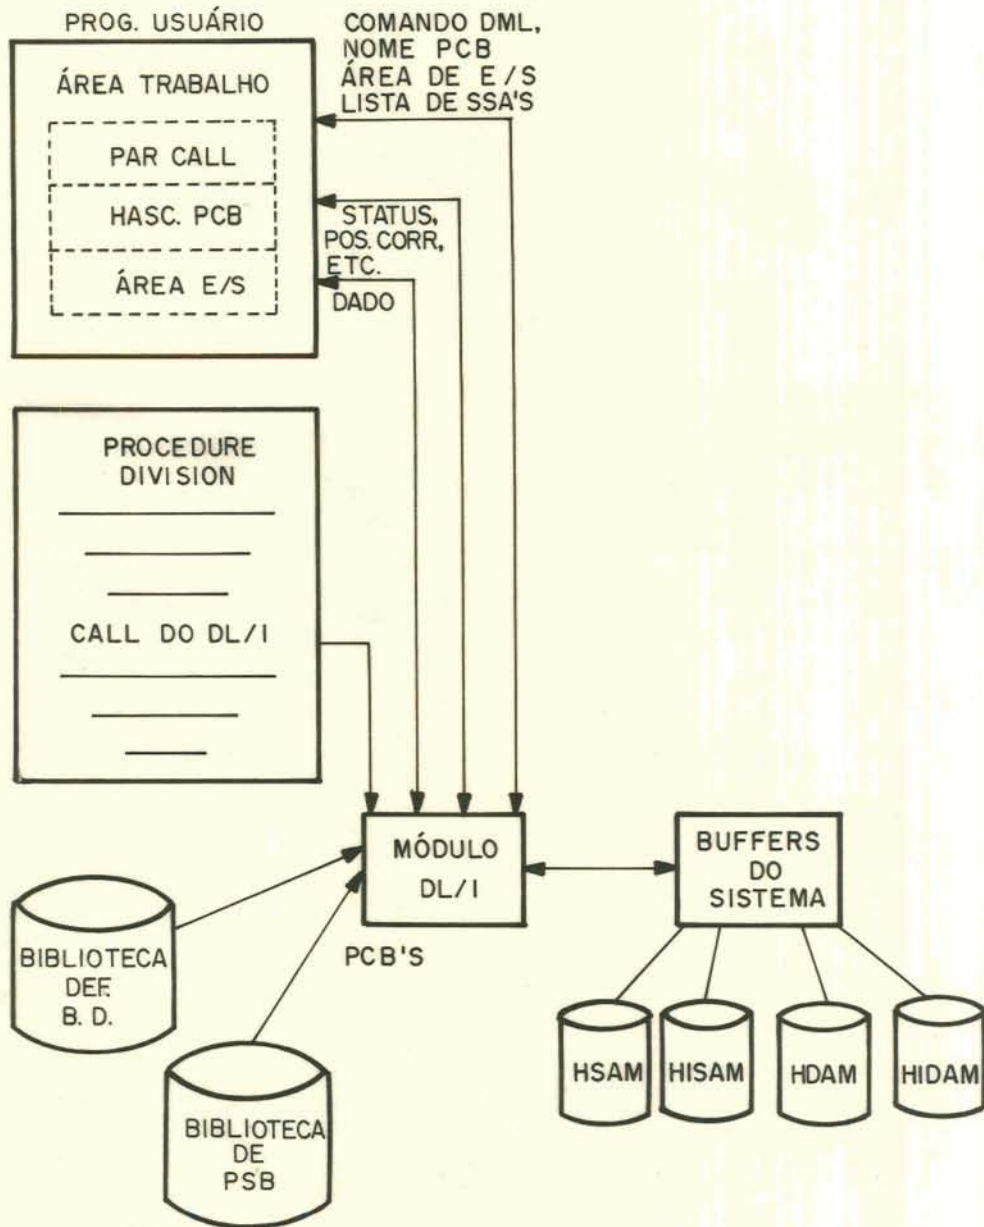 PROG. USUÁRIO
ÁREA TRABALHO
PAR CALL
HASC. PCB
ÁREA E/S
COMANDO DML,
NOME PCB
ÁREA DE E/S
LISTA DE SSA'S
STATUS,
POS. CORR,
ETC.
DADO
PROCEDURE
DIVISION
CALL DO DL/I
MÓDULO
DL/I
BUFFERS
DO
SISTEMA
PCB'S
BIBLIOTECA
DEF.
B. D.
BIBLIOTECA
DE
PSB
HSAM
HISAM
HDAM
HIDAM